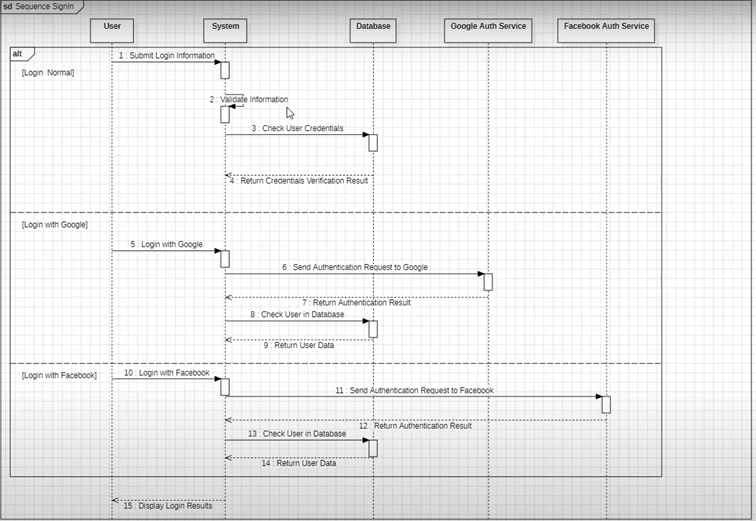 sd Sequence SignIn
User
System
Database
Google Auth Service
Facebook Auth Service
alt
1 : Submit Login Information
[Login Normal]
2 : Validate Information
3 : Check User Credentials
4 : Return Credentials Verification Result
[Login with Google]
5 : Login with Google
6 : Send Authentication Request to Google
7 : Return Authentication Result
8 : Check User in Database
9 : Return User Data
[Login with Facebook]
10 : Login with Facebook
11 : Send Authentication Request to Facebook
12 : Return Authentication Result
13 : Check User in Database
14 : Return User Data
15 : Display Login Results